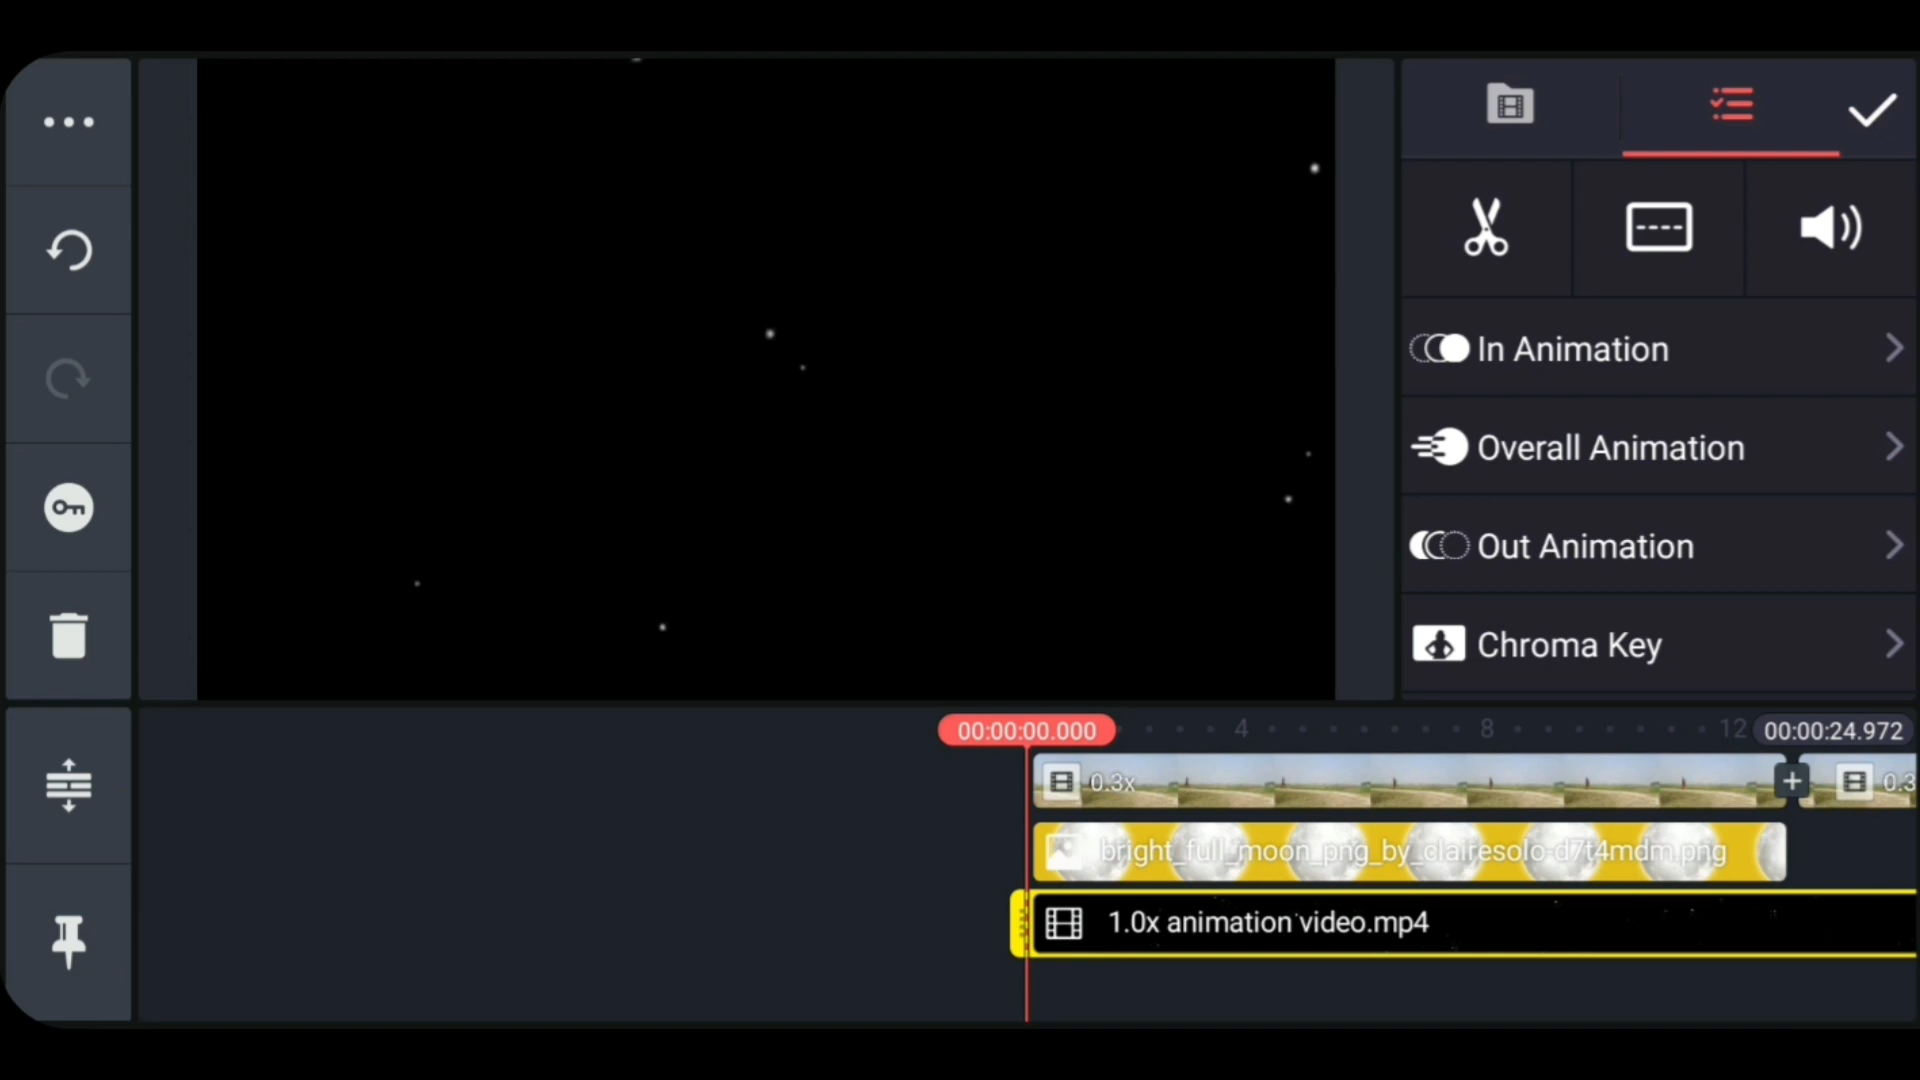 In Animation
Overall Animation
Out Animation
Chroma Key
00:00:00.000
4
8
12
00:00:24.972
0.3x
0.3
bright_full_moon_png_by_clairesolo-d7t4mdm.png
1.0x animation video.mp4